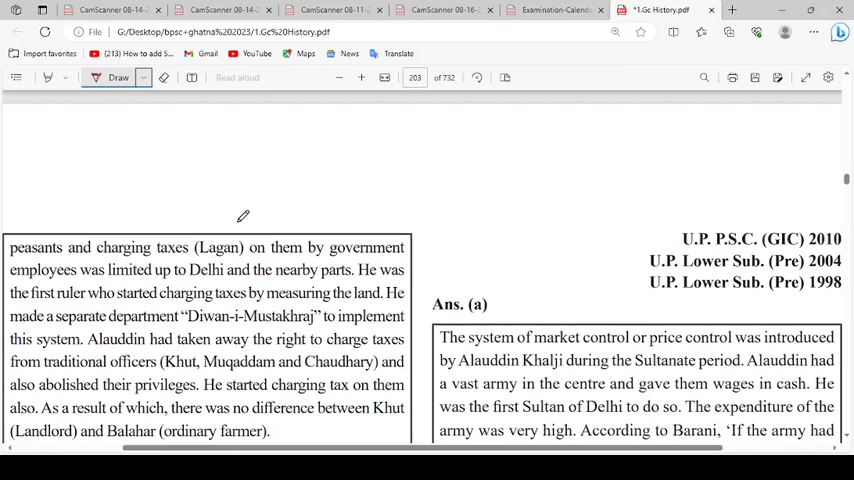 CamScanner 08-14-
CamScanner 08-14-2
CamScanner 08-11-2
CamScanner 08-16-2
Examination-Calende
*1.Gc History.pdf
File
G:/Desktop/bpsc+ghatna%202023/1.Gc%20History.pdf
Import favorites
(213) How to add S...
Gmail
YouTube
Maps
News
Translate
Draw
Read aloud
203
of 732
peasants and charging taxes (Lagan) on them by government
employees was limited up to Delhi and the nearby parts. He was
the first ruler who started charging taxes by measuring the land. He
made a separate department “Diwan-i-Mustakhraj” to implement
this system. Alauddin had taken away the right to charge taxes
from traditional officers (Khut, Muqaddam and Chaudhary) and
also abolished their privileges. He started charging tax on them
also. As a result of which, there was no difference between Khut
(Landlord) and Balahar (ordinary farmer).
U.P. P.S.C. (GIC) 2010
U.P. Lower Sub. (Pre) 2004
U.P. Lower Sub. (Pre) 1998
Ans. (a)
The system of market control or price control was introduced
by Alauddin Khalji during the Sultanate period. Alauddin had
a vast army in the centre and gave them wages in cash. He
was the first Sultan of Delhi to do so. The expenditure of the
army was very high. According to Barani, ‘If the army had